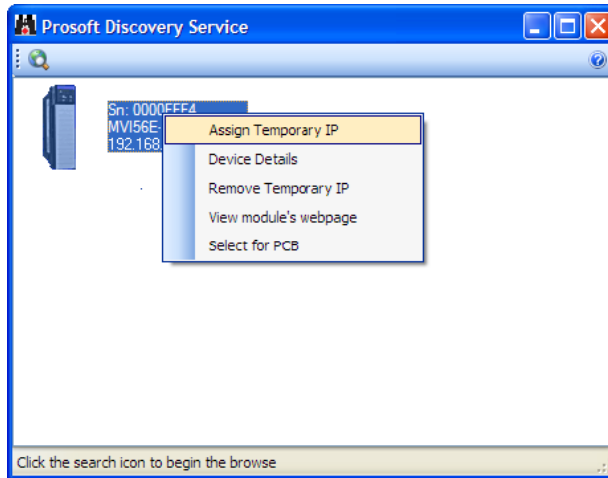 Prosoft Discovery Service
Sn: 0000FFF4
MVI56E-
192.168.
Assign Temporary IP
Device Details
Remove Temporary IP
View module's webpage
Select for PCB
Click the search icon to begin the browse